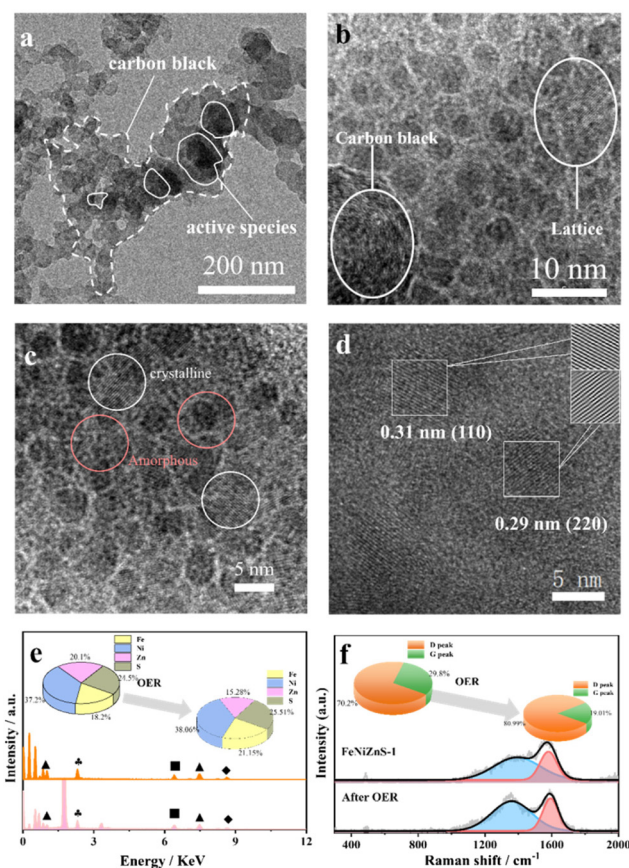 a
carbon black
active species
200 nm
b
Carbon black
Lattice
10 nm
c
crystalline
Amorphous
5 nm
d
0.31 nm (110)
0.29 nm (220)
5 nm
e
Fe
Ni
Zn
S
20.1%
24.5%
37.2%
18.2%
OER
Fe
Ni
Zn
S
15.28%
25.51%
38.06%
21.15%
Intensity / a.u.
0 3 6 9 12
Energy / KeV
f
D peak
G peak
29.8%
70.2%
OER
D peak
G peak
19.01%
80.99%
FeNiZnS-1
After OER
Intensity (a.u.)
400 800 1200 1600 2000
Raman shift / cm⁻¹